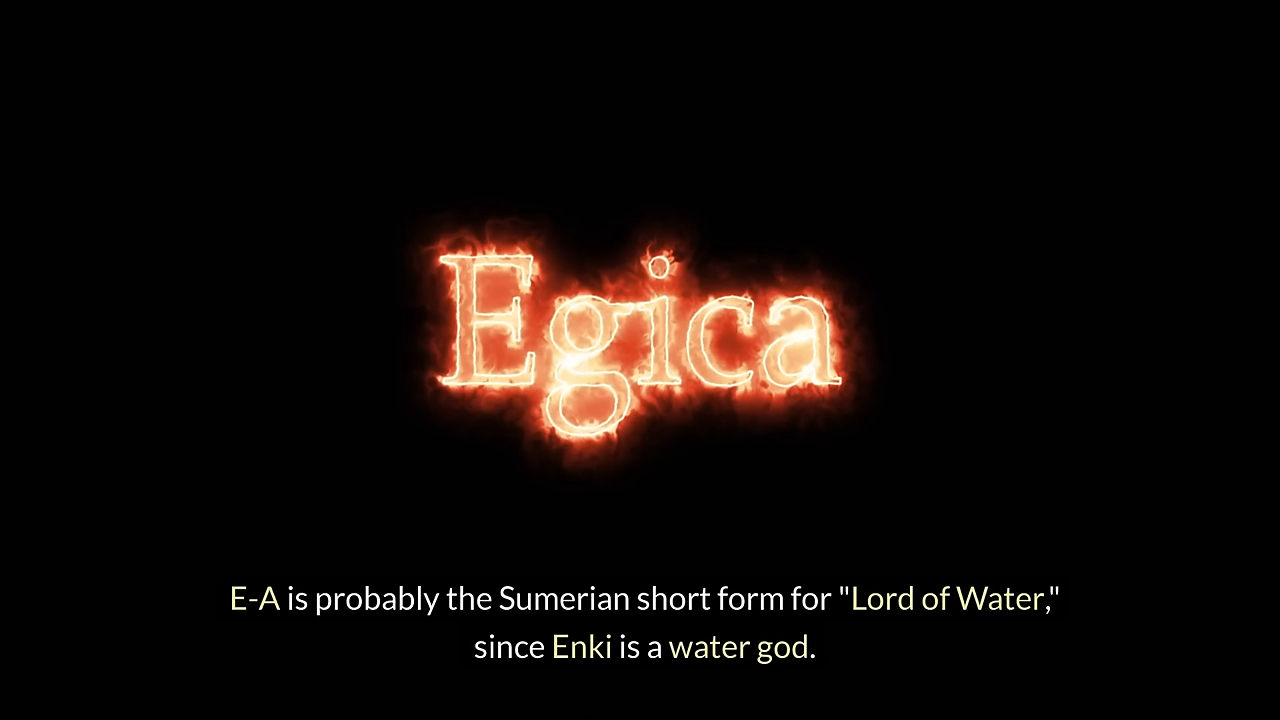 Egica
E-A is probably the Sumerian short form for "Lord of Water,"
since Enki is a water god.